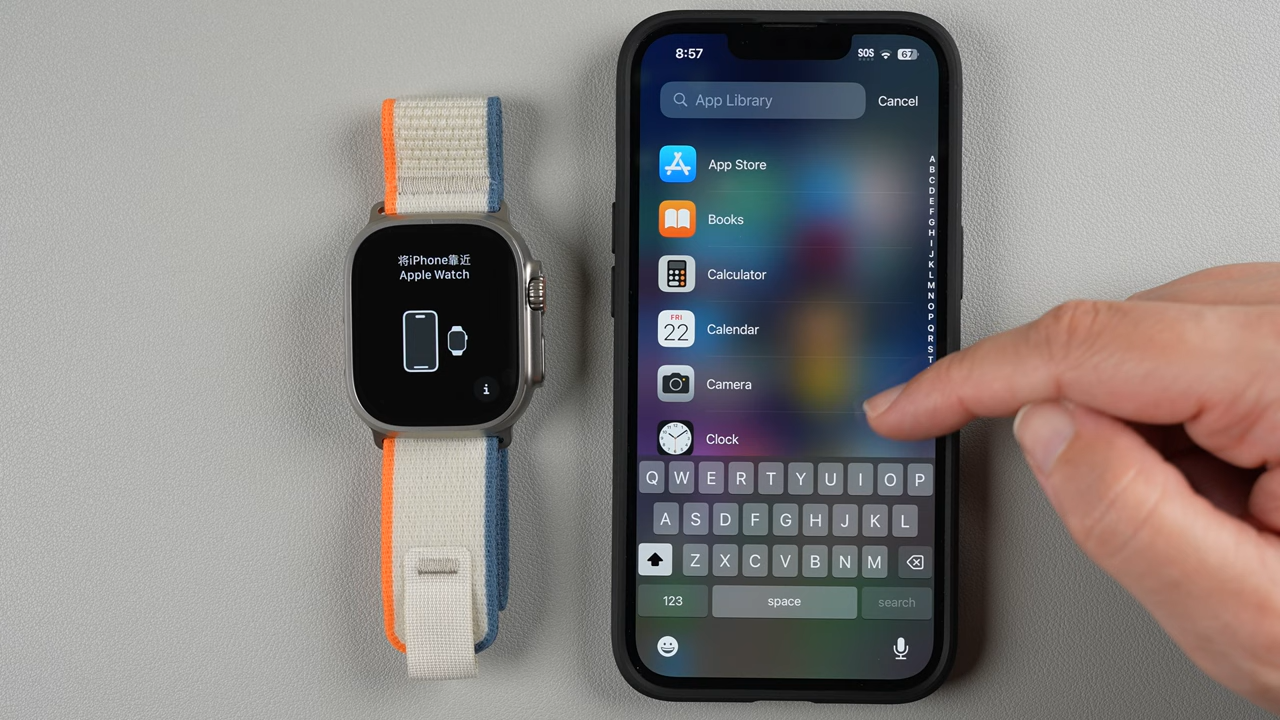 将iPhone靠近
Apple Watch
i
8:57
SOS
67
App Library
Cancel
App Store
Books
Calculator
FRI
22
Calendar
Camera
Clock
A
B
C
D
E
F
G
H
I
J
K
L
M
N
O
P
Q
R
S
T
Q W E R T Y U I O P
A S D F G H J K L
Z X C V B N M
123 space search